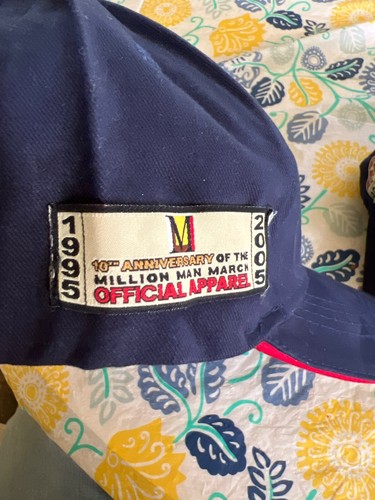 1995
M
10TH ANNIVERSARY OF THE
MILLION MAN MARCH
OFFICIAL APPAREL
2005